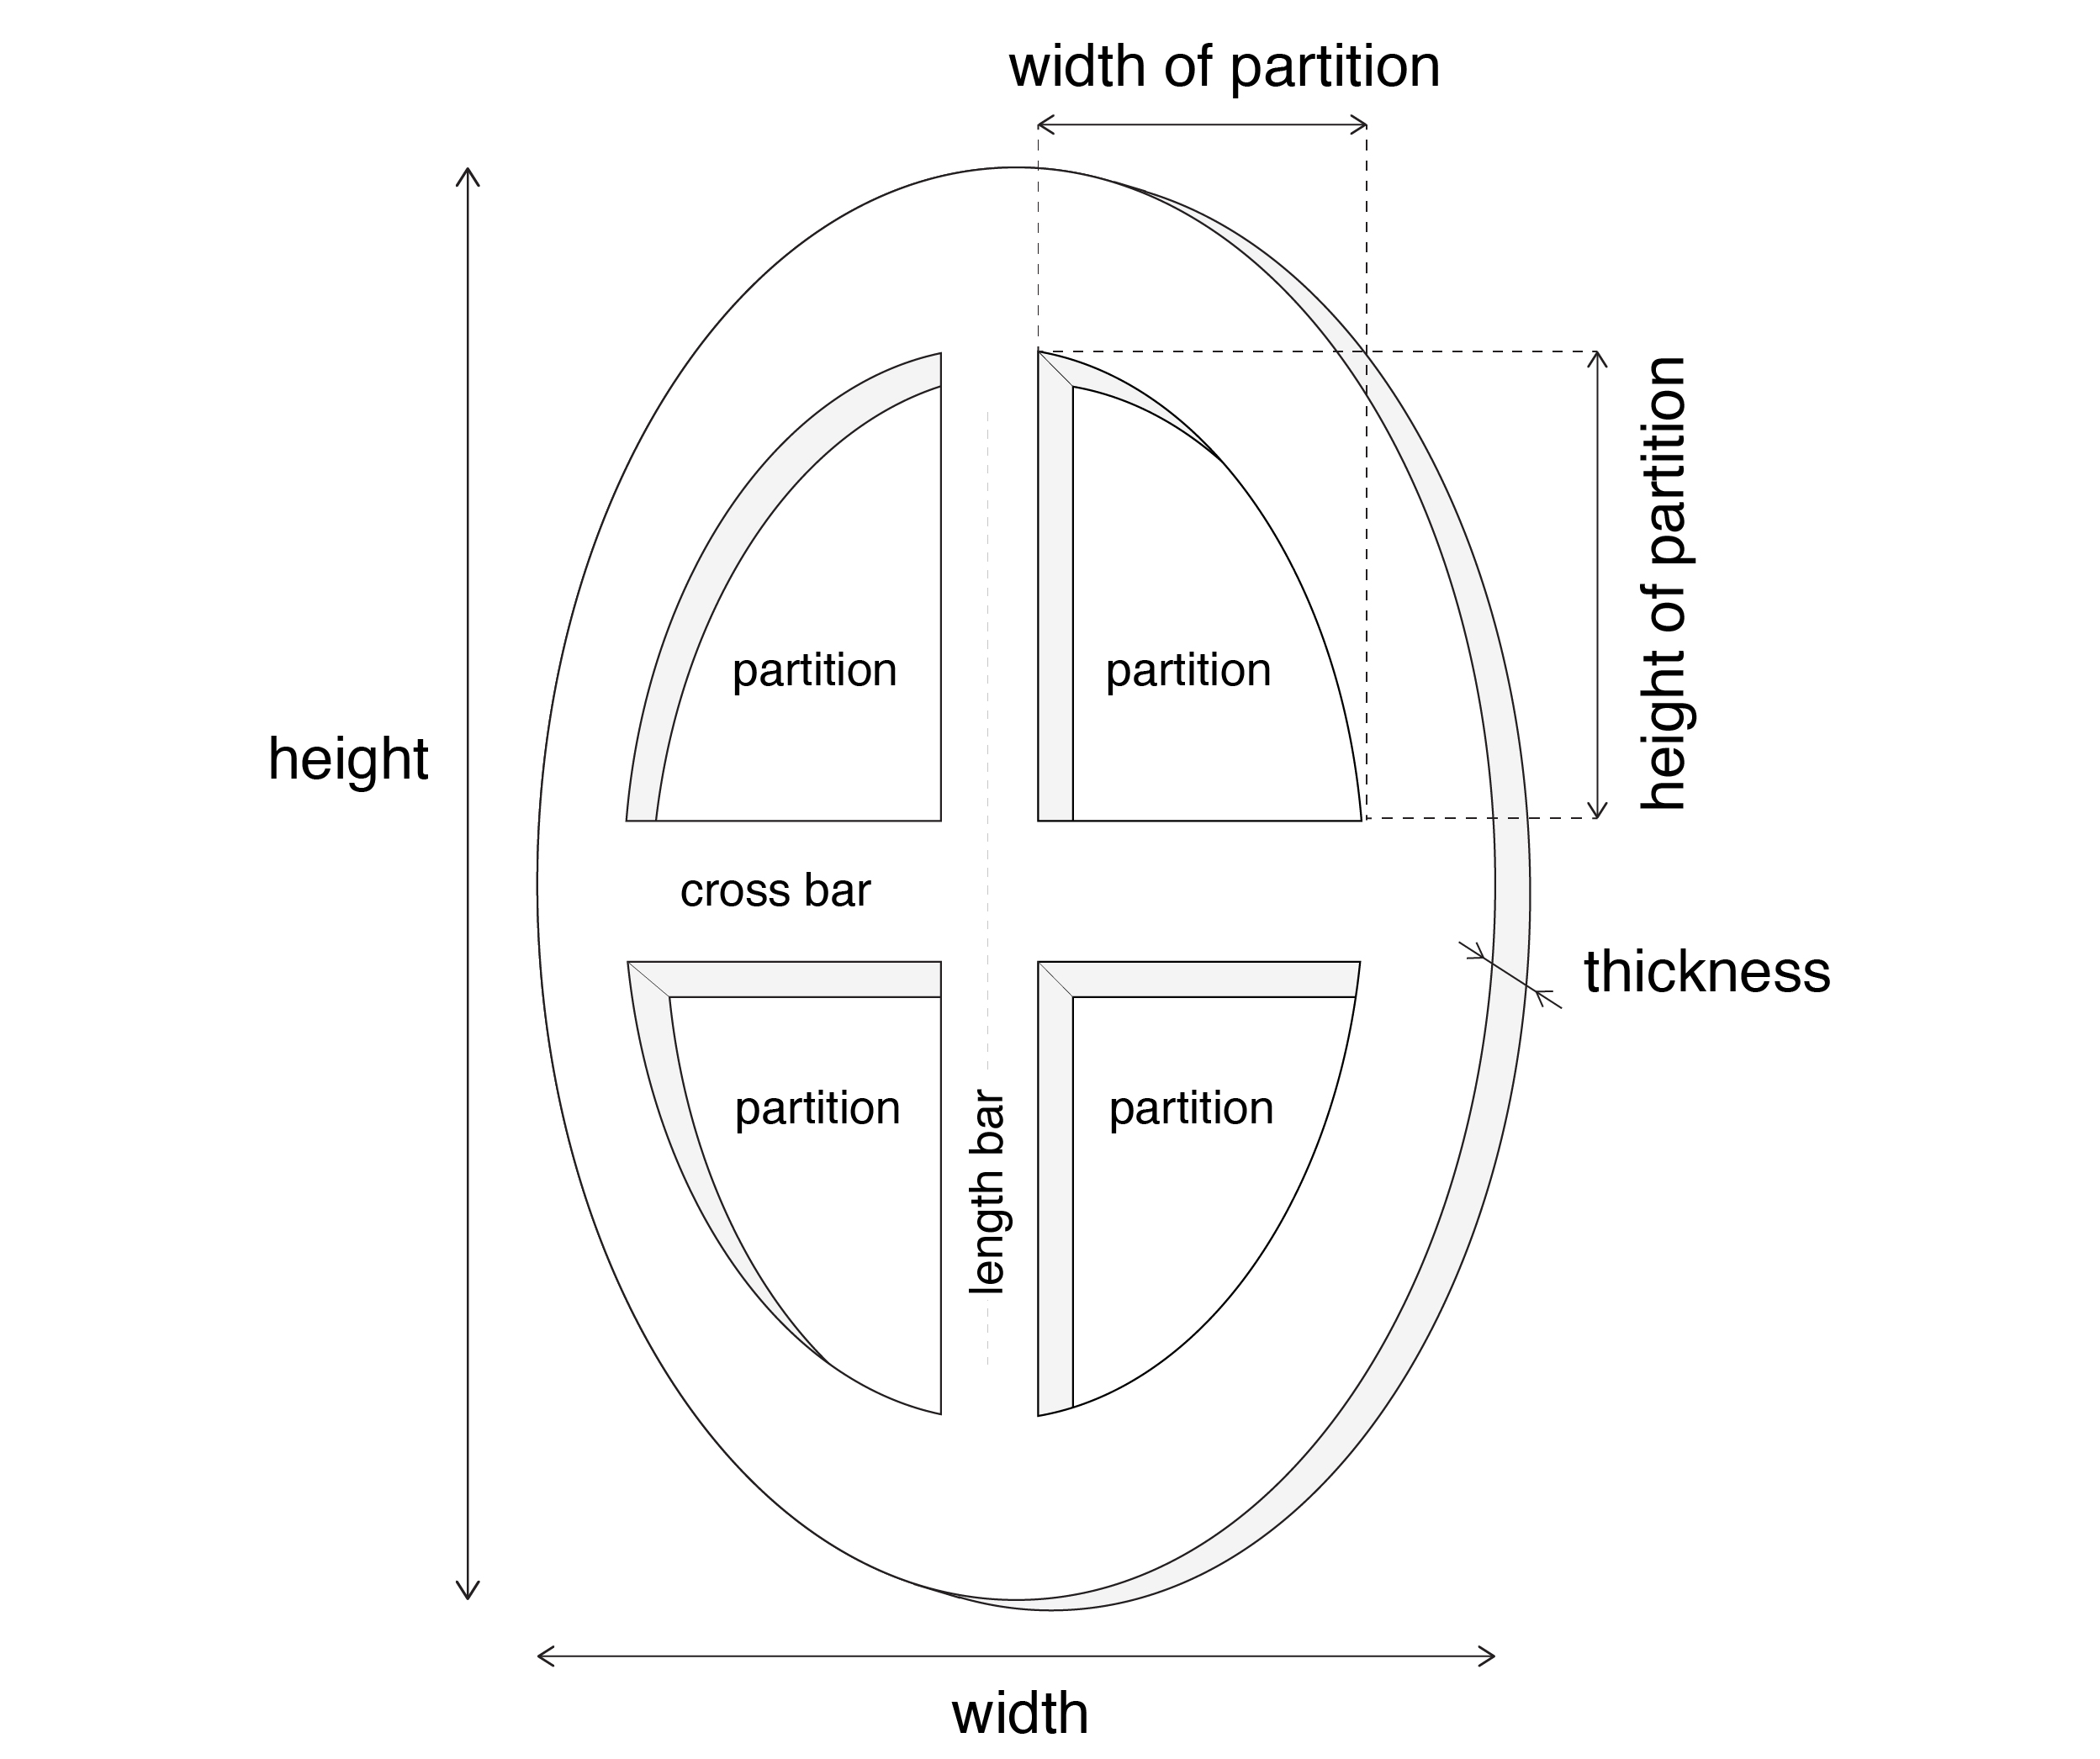 width of partition
height of partition
partition
partition
height
cross bar
thickness
partition
partition
length bar
width